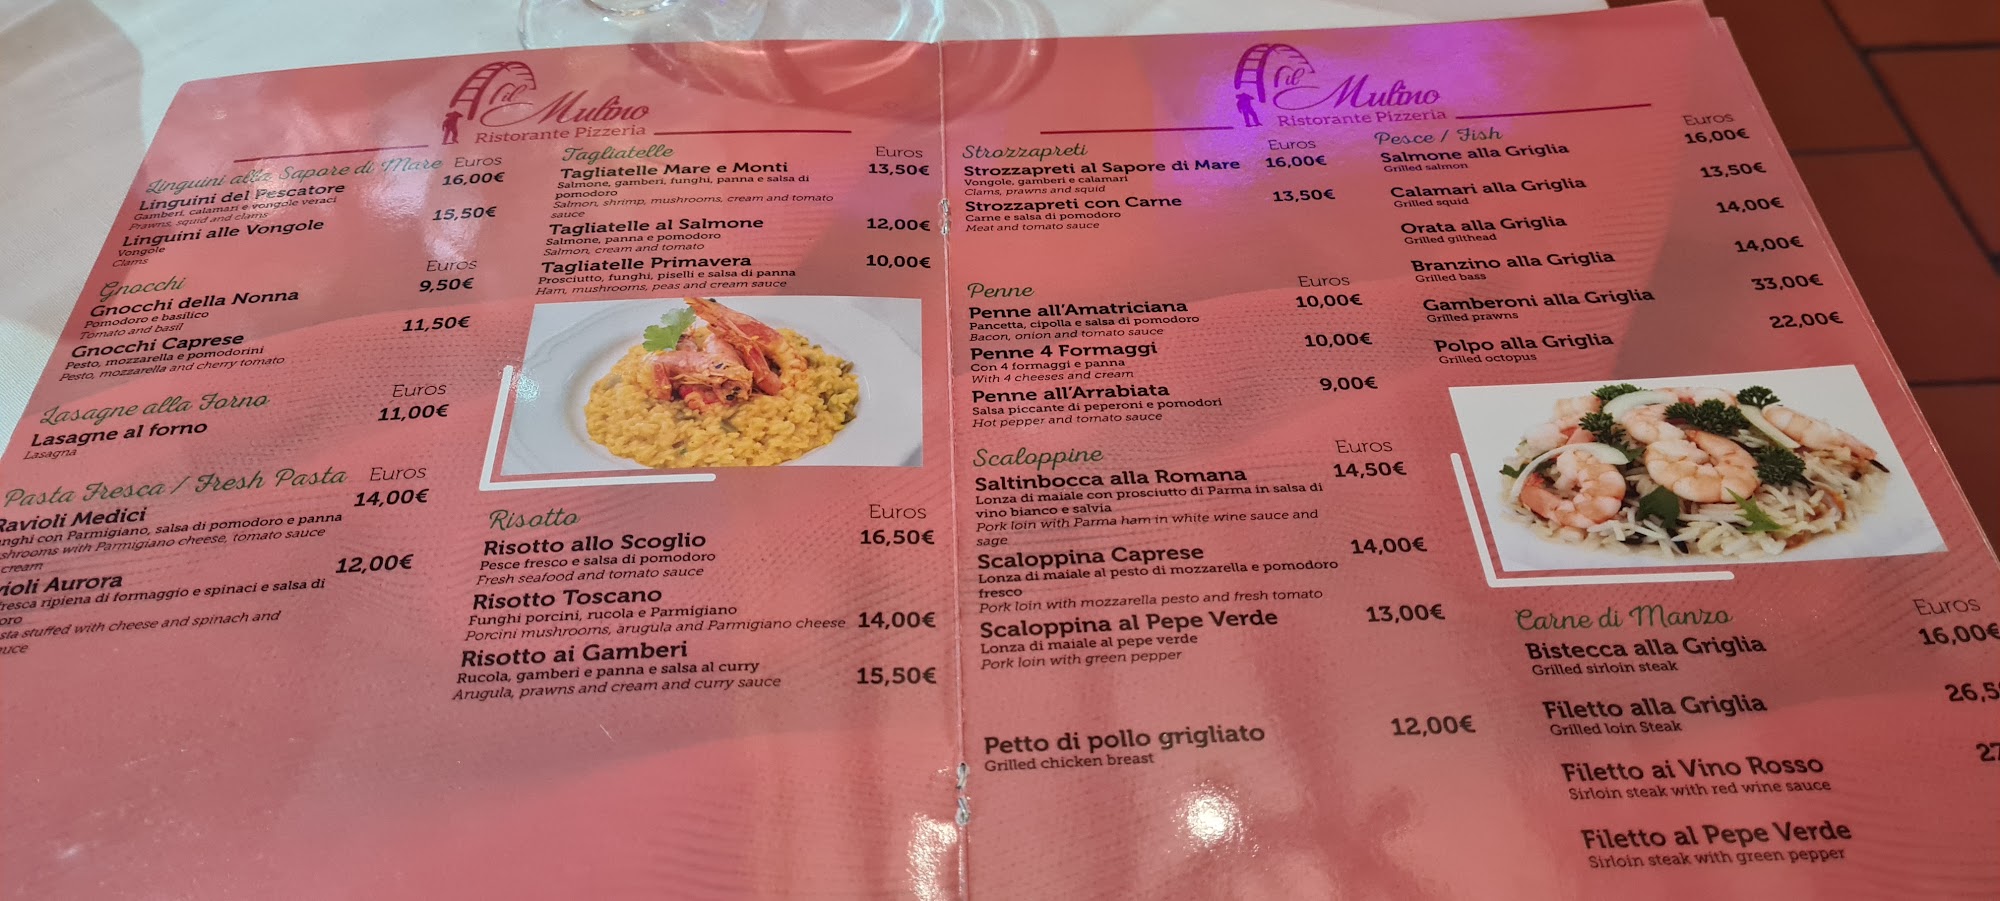 il Mulino
Ristorante Pizzeria
Linguini alla Sapore di Mare Euros
Linguini del Pescatore 16,00€
Gamberi, calamari e vongole veraci
Prawns, squid and clams
Linguini alle Vongole 15,50€
Vongole
Clams
Gnocchi Euros
Gnocchi della Nonna 9,50€
Pomodoro e basilico
Tomato and basil
Gnocchi Caprese 11,50€
Pesto, mozzarella e pomodorini
Pesto, mozzarella and cherry tomato
Lasagne alla Forno Euros
Lasagne al forno 11,00€
Lasagna
Pasta Fresca / Fresh Pasta Euros
Ravioli Medici 14,00€
con Parmigiano, salsa di pomodoro e panna
with Parmigiano cheese, tomato sauce
cream
Aurora 12,00€
ripiena di formaggio e spinaci e salsa di
stuffed with cheese and spinach and
Tagliatelle Euros
Tagliatelle Mare e Monti 13,50€
Salmone, gamberi, funghi, panna e salsa di
pomodoro
Salmon, shrimp, mushrooms, cream and tomato
sauce
Tagliatelle al Salmone 12,00€
Salmone, panna e pomodoro
Salmon, cream and tomato
Tagliatelle Primavera 10,00€
Prosciutto, funghi, piselli e salsa di panna
Ham, mushrooms, peas and cream sauce
Risotto Euros
Risotto allo Scoglio 16,50€
Pesce fresco e salsa di pomodoro
Fresh seafood and tomato sauce
Risotto Toscano
Funghi porcini, rucola e Parmigiano
Porcini mushrooms, arugula and Parmigiano cheese 14,00€
Risotto ai Gamberi
Rucola, gamberi e panna e salsa al curry 15,50€
Arugula, prawns and cream and curry sauce
il Mulino
Ristorante Pizzeria
Strozzapreti Euros
Strozzapreti al Sapore di Mare 16,00€
Vongole, gamberi e calamari
Clams, prawns and squid
Strozzapreti con Carne 13,50€
Carne e salsa di pomodoro
Meat and tomato sauce
Penne Euros
Penne all'Amatriciana 10,00€
Pancetta, cipolla e salsa di pomodoro
Bacon, onion and tomato sauce
Penne 4 Formaggi 10,00€
Con 4 formaggi e panna
With 4 cheeses and cream
Penne all'Arrabiata 9,00€
Salsa piccante di peperoni e pomodori
Hot pepper and tomato sauce
Scaloppine Euros
Saltinbocca alla Romana 14,50€
Lonza di maiale con prosciutto di Parma in salsa di
vino bianco e salvia
Pork loin with Parma ham in white wine sauce and
sage
Scaloppina Caprese 14,00€
Lonza di maiale al pesto di mozzarella e pomodoro
fresco
Pork loin with mozzarella pesto and fresh tomato
Scaloppina al Pepe Verde 13,00€
Lonza di maiale al pepe verde
Pork loin with green pepper
Petto di pollo grigliato 12,00€
Grilled chicken breast
Pesce / Fish Euros
Salmone alla Griglia 16,00€
Grilled salmon
Calamari alla Griglia 13,50€
Grilled squid
Orata alla Griglia 14,00€
Grilled gilthead
Branzino alla Griglia 14,00€
Grilled bass
Gamberoni alla Griglia 33,00€
Grilled prawns
Polpo alla Griglia 22,00€
Grilled octopus
Carne di Manzo Euros
Bistecca alla Griglia 16,00€
Grilled sirloin steak
Filetto alla Griglia 26,5
Grilled loin Steak
Filetto ai Vino Rosso 27
Sirloin steak with red wine sauce
Filetto al Pepe Verde
Sirloin steak with green pepper